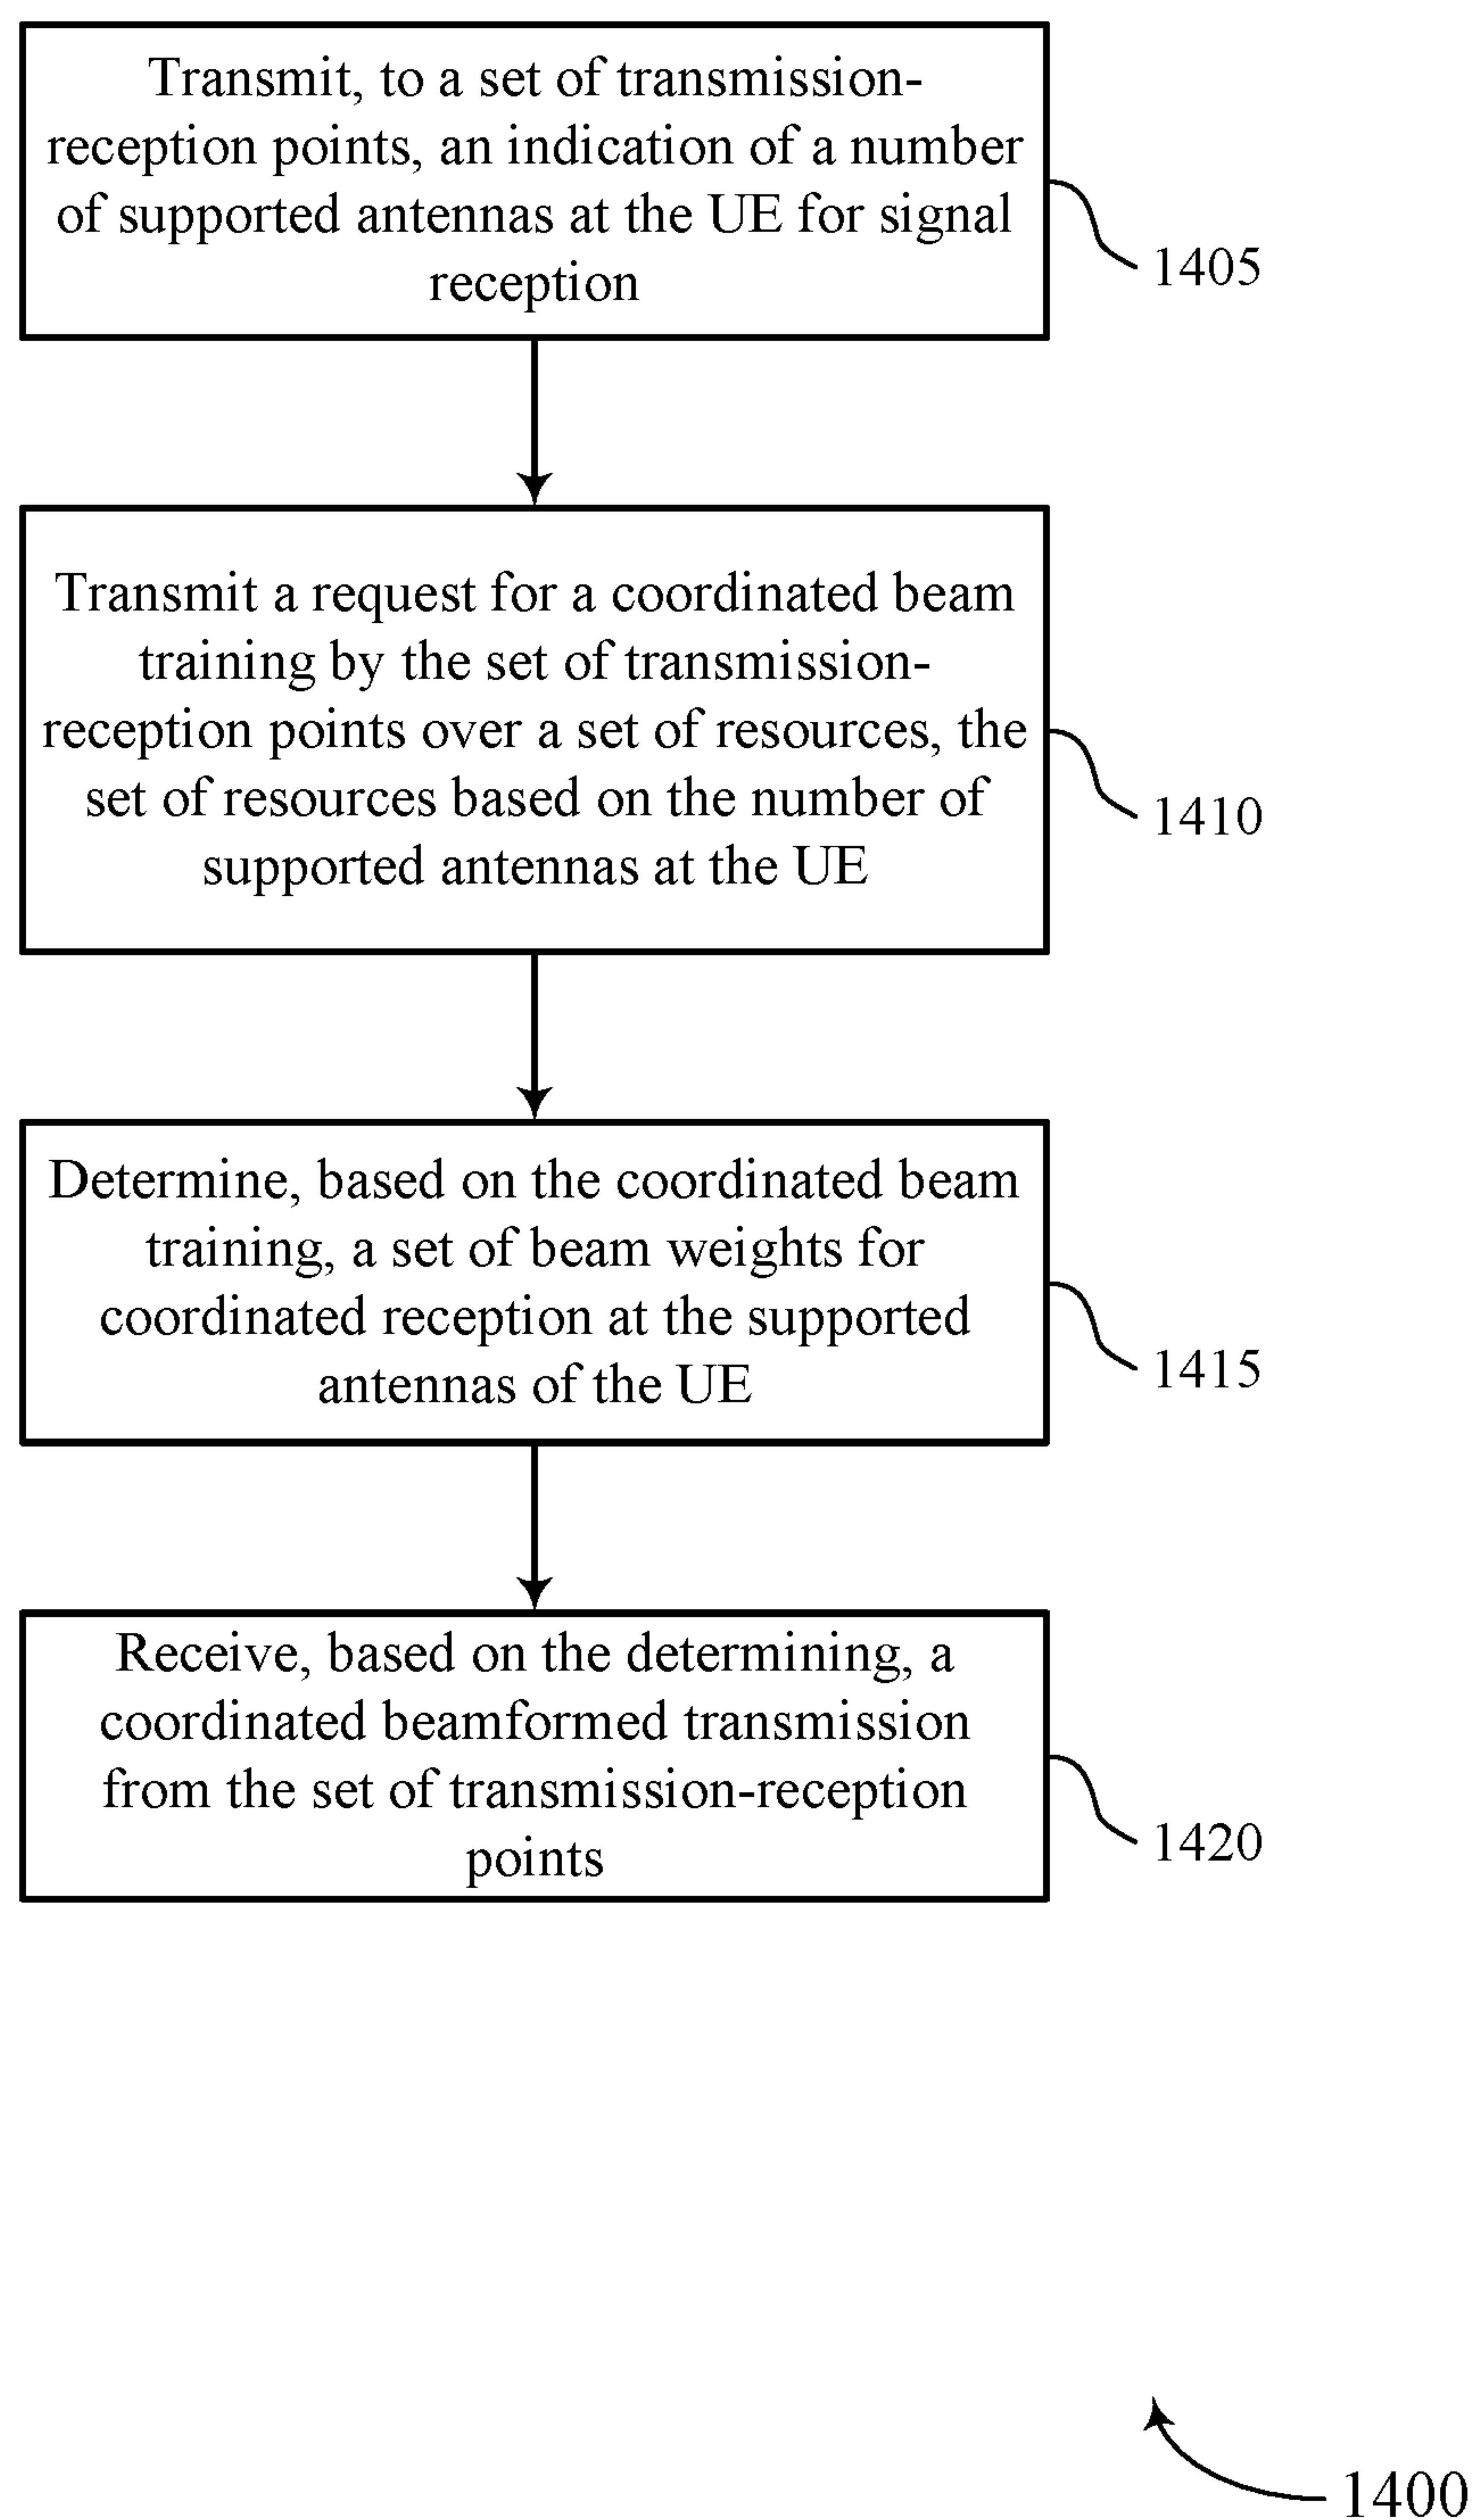 Transmit, to a set of transmission-
reception points, an indication of a number
of supported antennas at the UE for signal
reception
1405
Transmit a request for a coordinated beam
training by the set of transmission-
reception points over a set of resources, the
set of resources based on the number of
supported antennas at the UE
1410
Determine, based on the coordinated beam
training, a set of beam weights for
coordinated reception at the supported
antennas of the UE
1415
Receive, based on the determining, a
coordinated beamformed transmission
from the set of transmission-reception
points
1420
1400